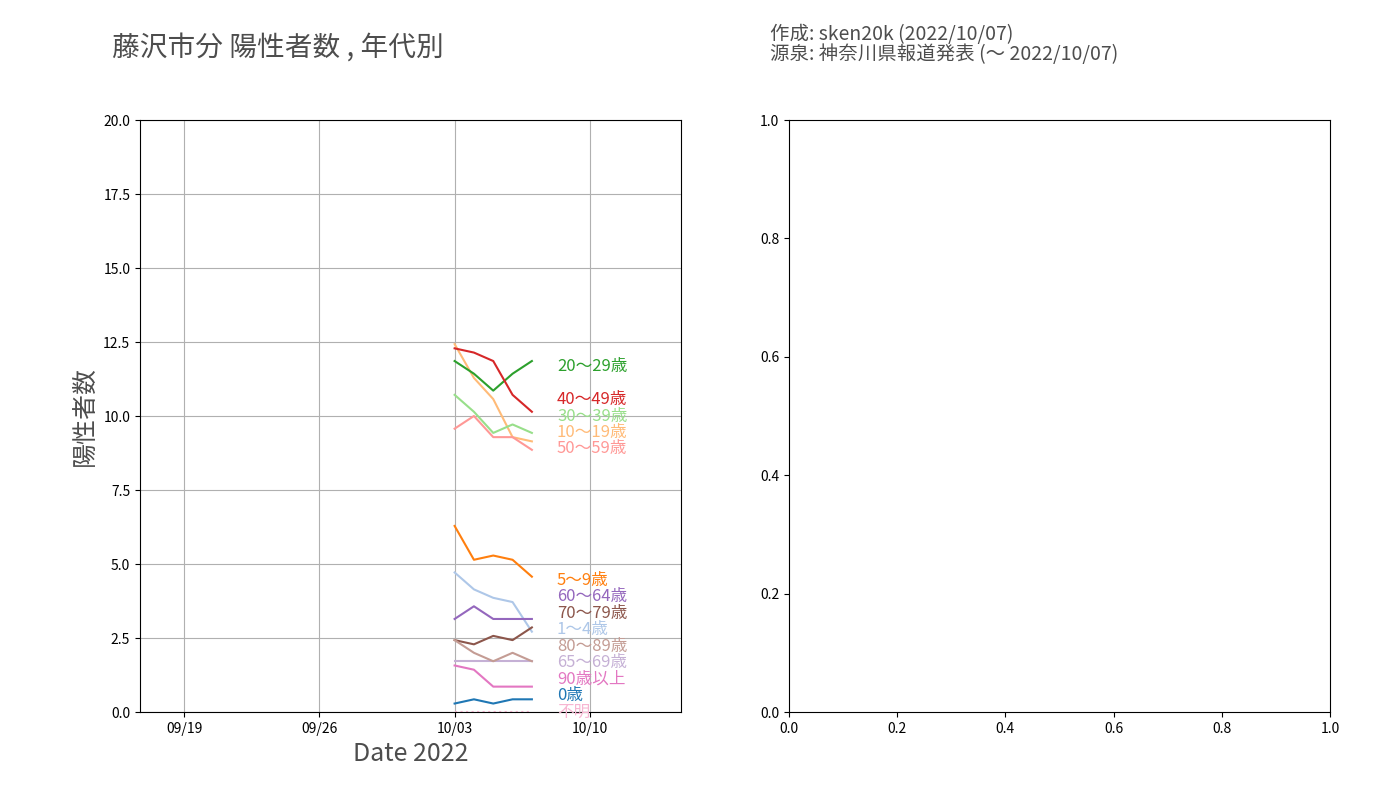 藤沢市分 陽性者数 , 年代別
作成: sken20k (2022/10/07)
源泉: 神奈川県報道発表 (～ 2022/10/07)
陽性者数
20.0
17.5
15.0
12.5
10.0
7.5
5.0
2.5
0.0
20～29歳
40～49歳
30～39歳
10～19歳
50～59歳
5～9歳
60～64歳
70～79歳
1～4歳
80～89歳
65～69歳
90歳以上
0歳
不明
09/19 09/26 10/03 10/10
Date 2022
1.0
0.8
0.6
0.4
0.2
0.0
0.0 0.2 0.4 0.6 0.8 1.0